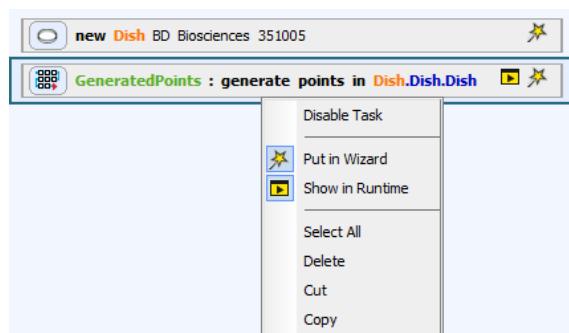 new Dish BD Biosciences 351005
GeneratedPoints : generate points in Dish.Dish.Dish
Disable Task
Put in Wizard
Show in Runtime
Select All
Delete
Cut
Copy